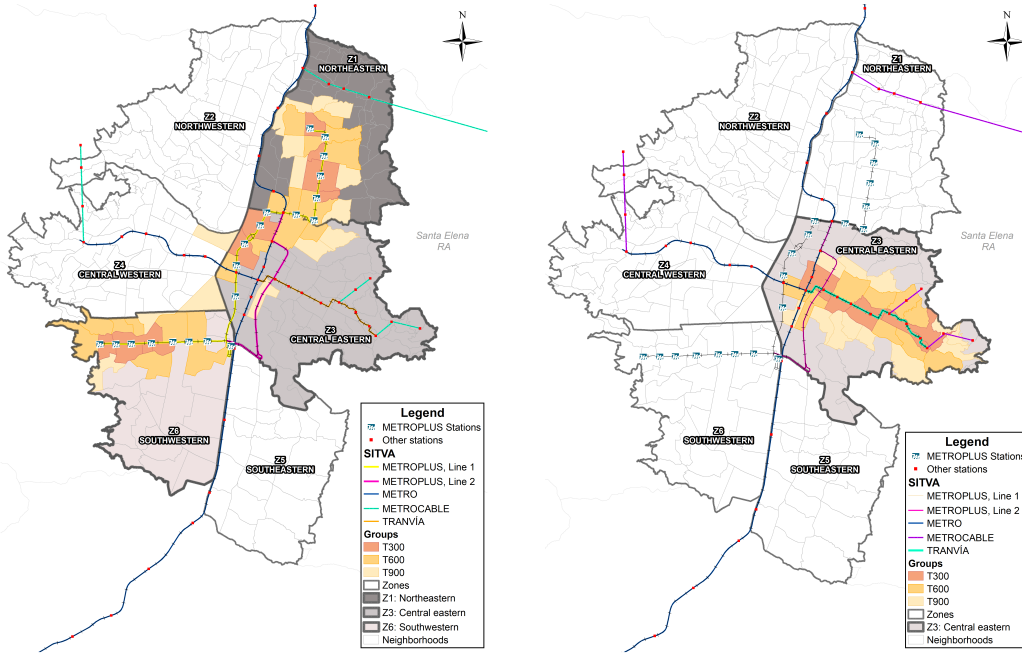 N
Z1
NORTHEASTERN
Z2
NORTHWESTERN
Santa Elena
RA
Z4
CENTRAL WESTERN
Z3
CENTRAL EASTERN
Z6
SOUTHWESTERN
Z5
SOUTHEASTERN
Legend
METROPLUS Stations
Other stations
SITVA
METROPLUS, Line 1
METROPLUS, Line 2
METRO
METROCABLE
TRANVÍA
Groups
T300
T600
T900
Zones
Z1: Northeastern
Z3: Central eastern
Z6: Southwestern
Neighborhoods
N
Z1
NORTHEASTERN
Z2
NORTHWESTERN
Z3
CENTRAL EASTERN
Santa Elena
RA
Z4
CENTRAL WESTERN
Z6
SOUTHWESTERN
Z5
SOUTHEASTERN
Legend
METROPLUS Stations
Other stations
SITVA
METROPLUS, Line 1
METROPLUS, Line 2
METRO
METROCABLE
TRANVÍA
Groups
T300
T600
T900
Zones
Z3: Central eastern
Neighborhoods